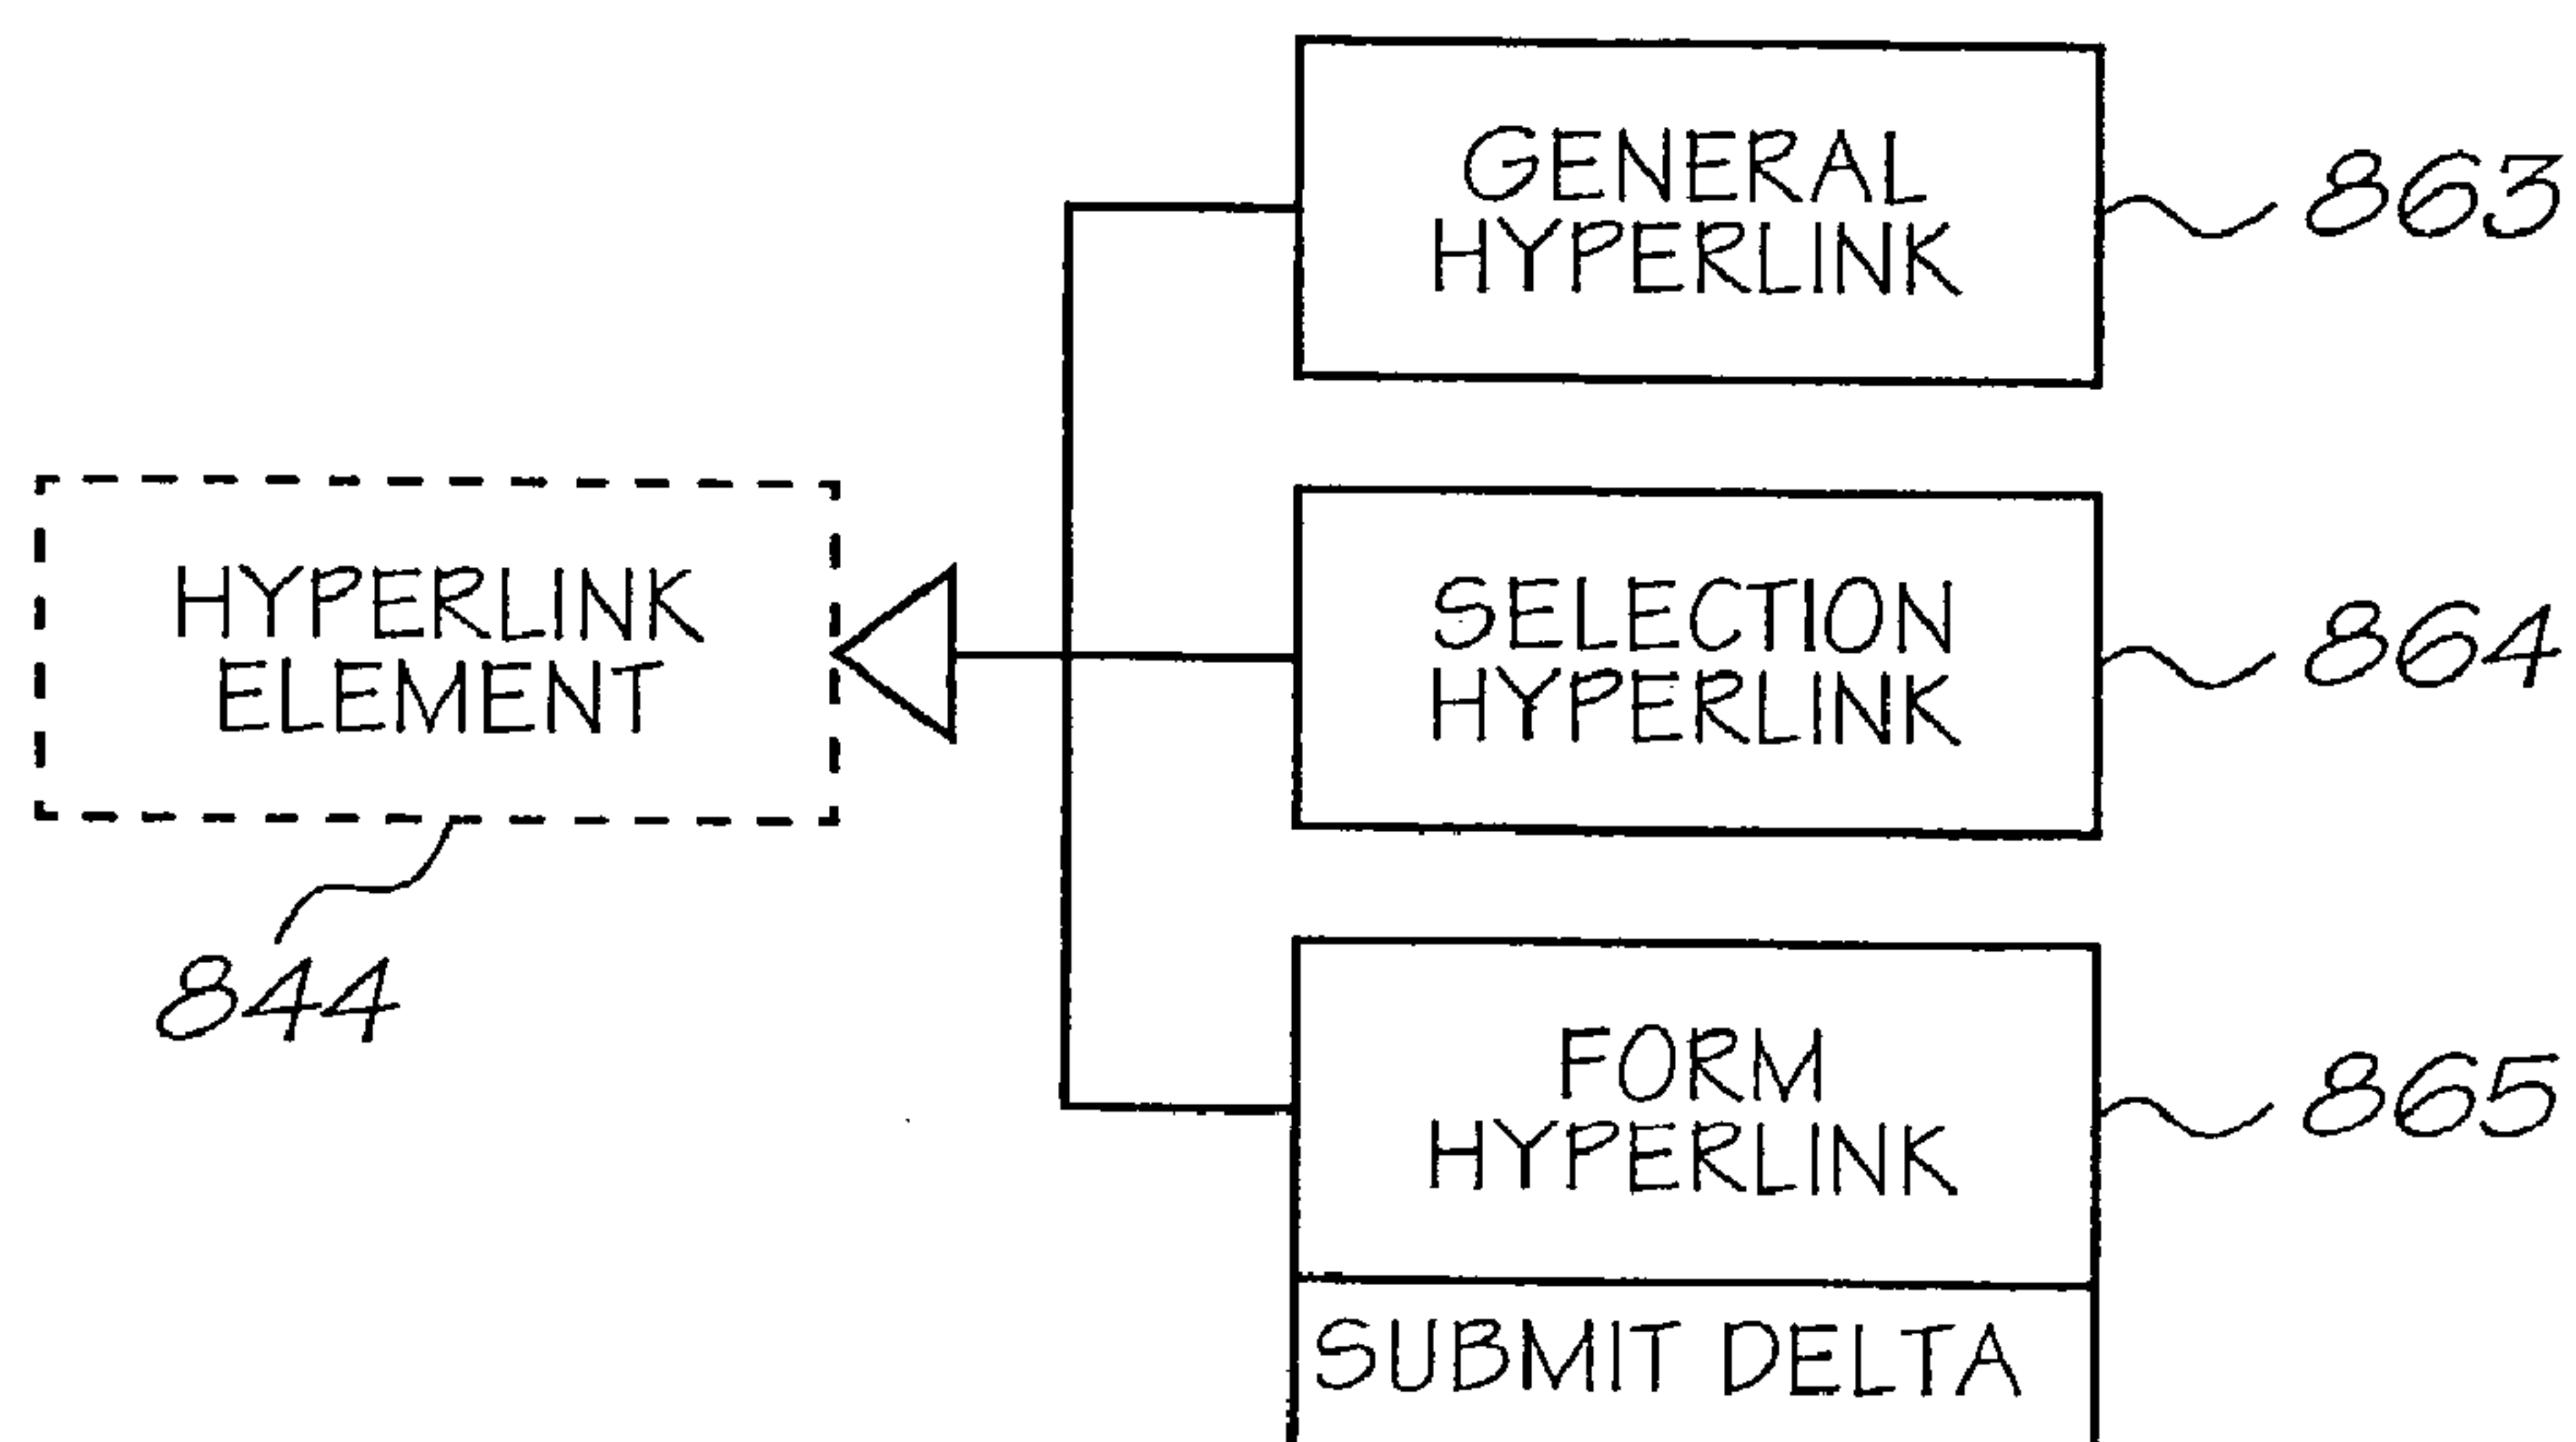 GENERAL
HYPERLINK
863
HYPERLINK
ELEMENT
844
SELECTION
HYPERLINK
864
FORM
HYPERLINK
865
SUBMIT DELTA